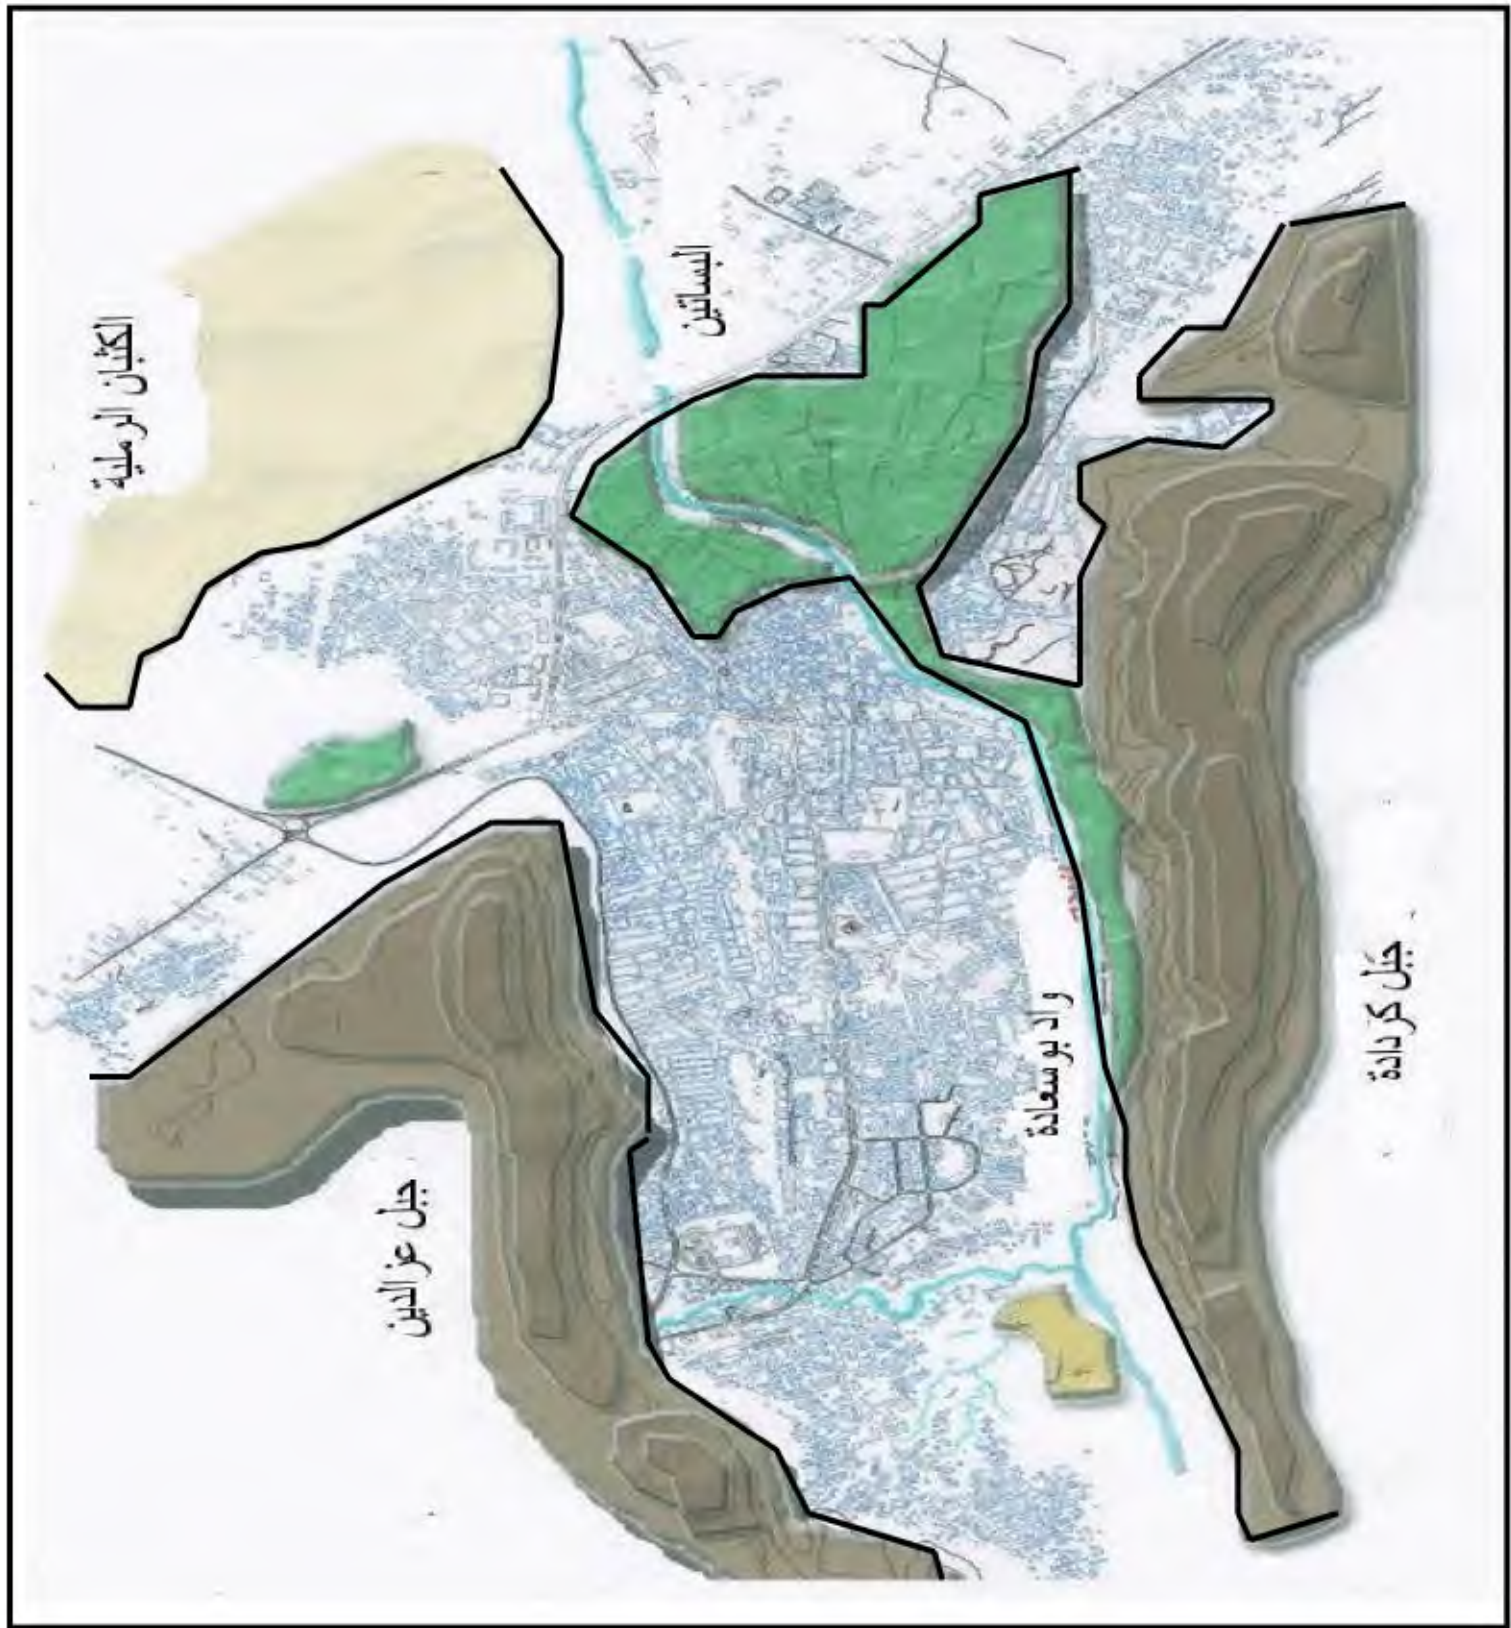 الكثبان الرملية
البساتين
جبل كردادة
واد بوسعادة
جبل عز الدين